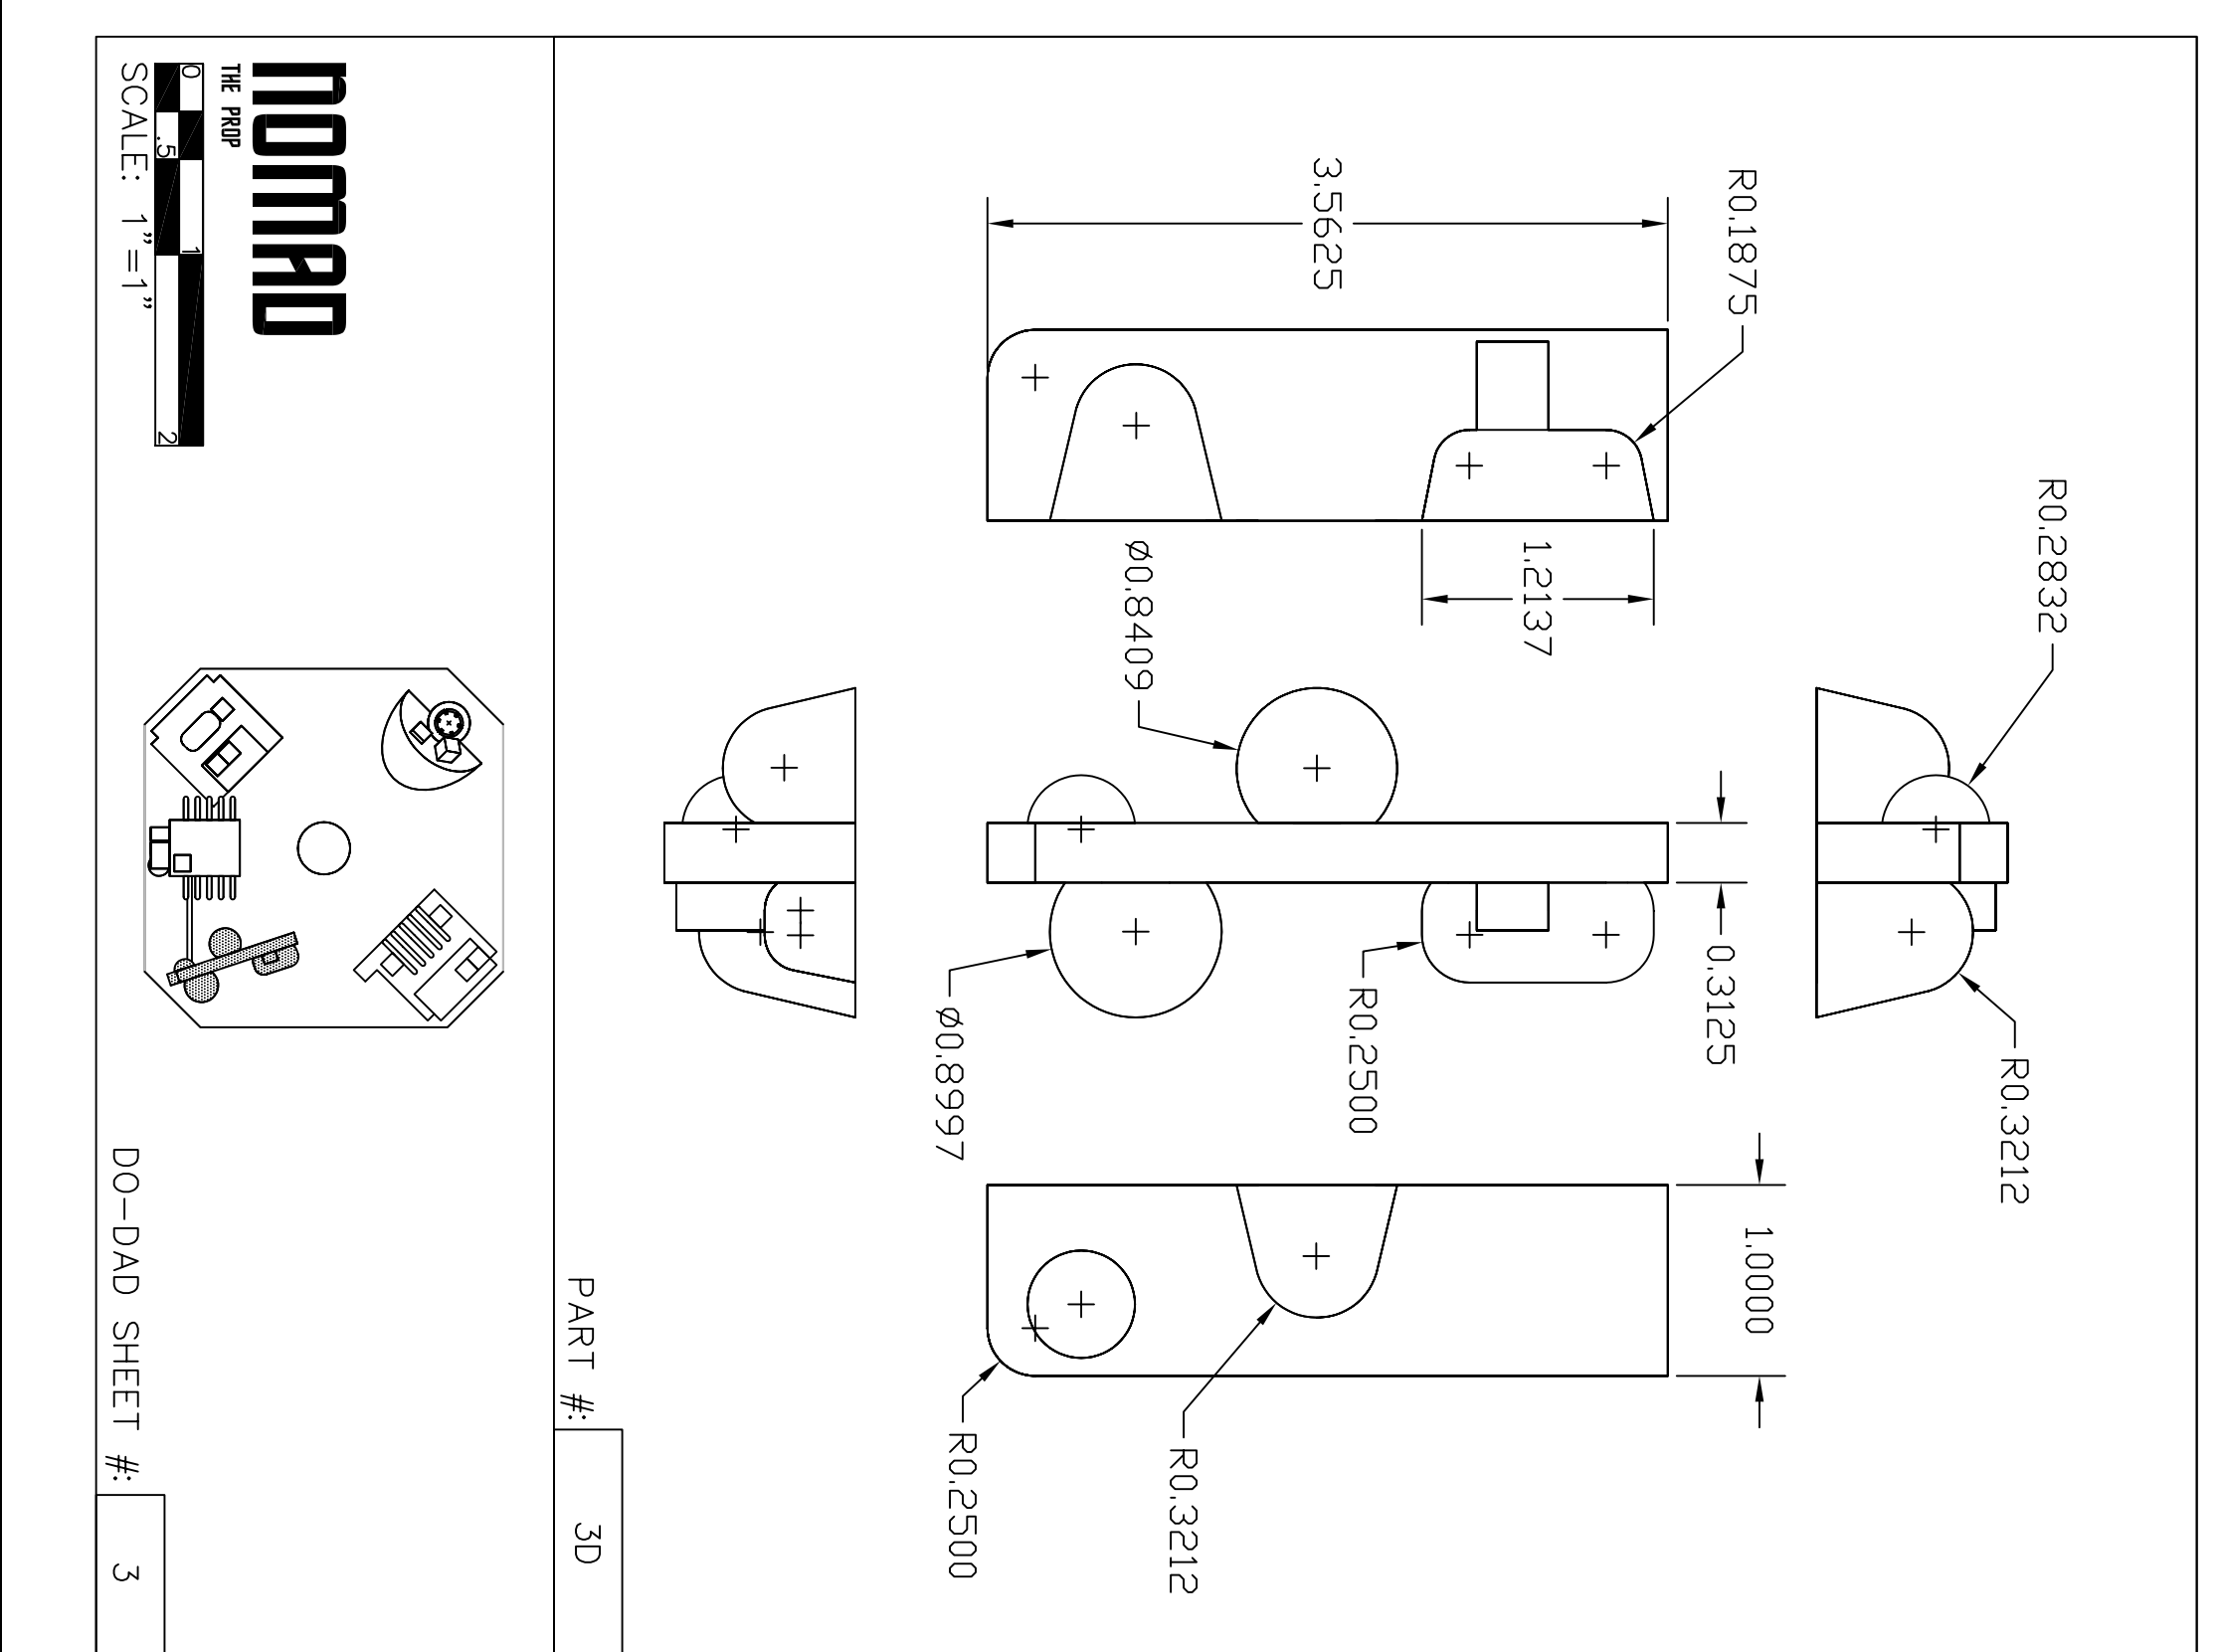 R0.2832
R0.3212
R0.1875
3.5625
1.2137
0.3125
1.0000
Ø0.8409
R0.2500
Ø0.8997
R0.3212
R0.2500
PART #:
3D
nomAD
THE PROP
0 1
.5 2
SCALE: 1"=1"
DO-DAD SHEET #:
3